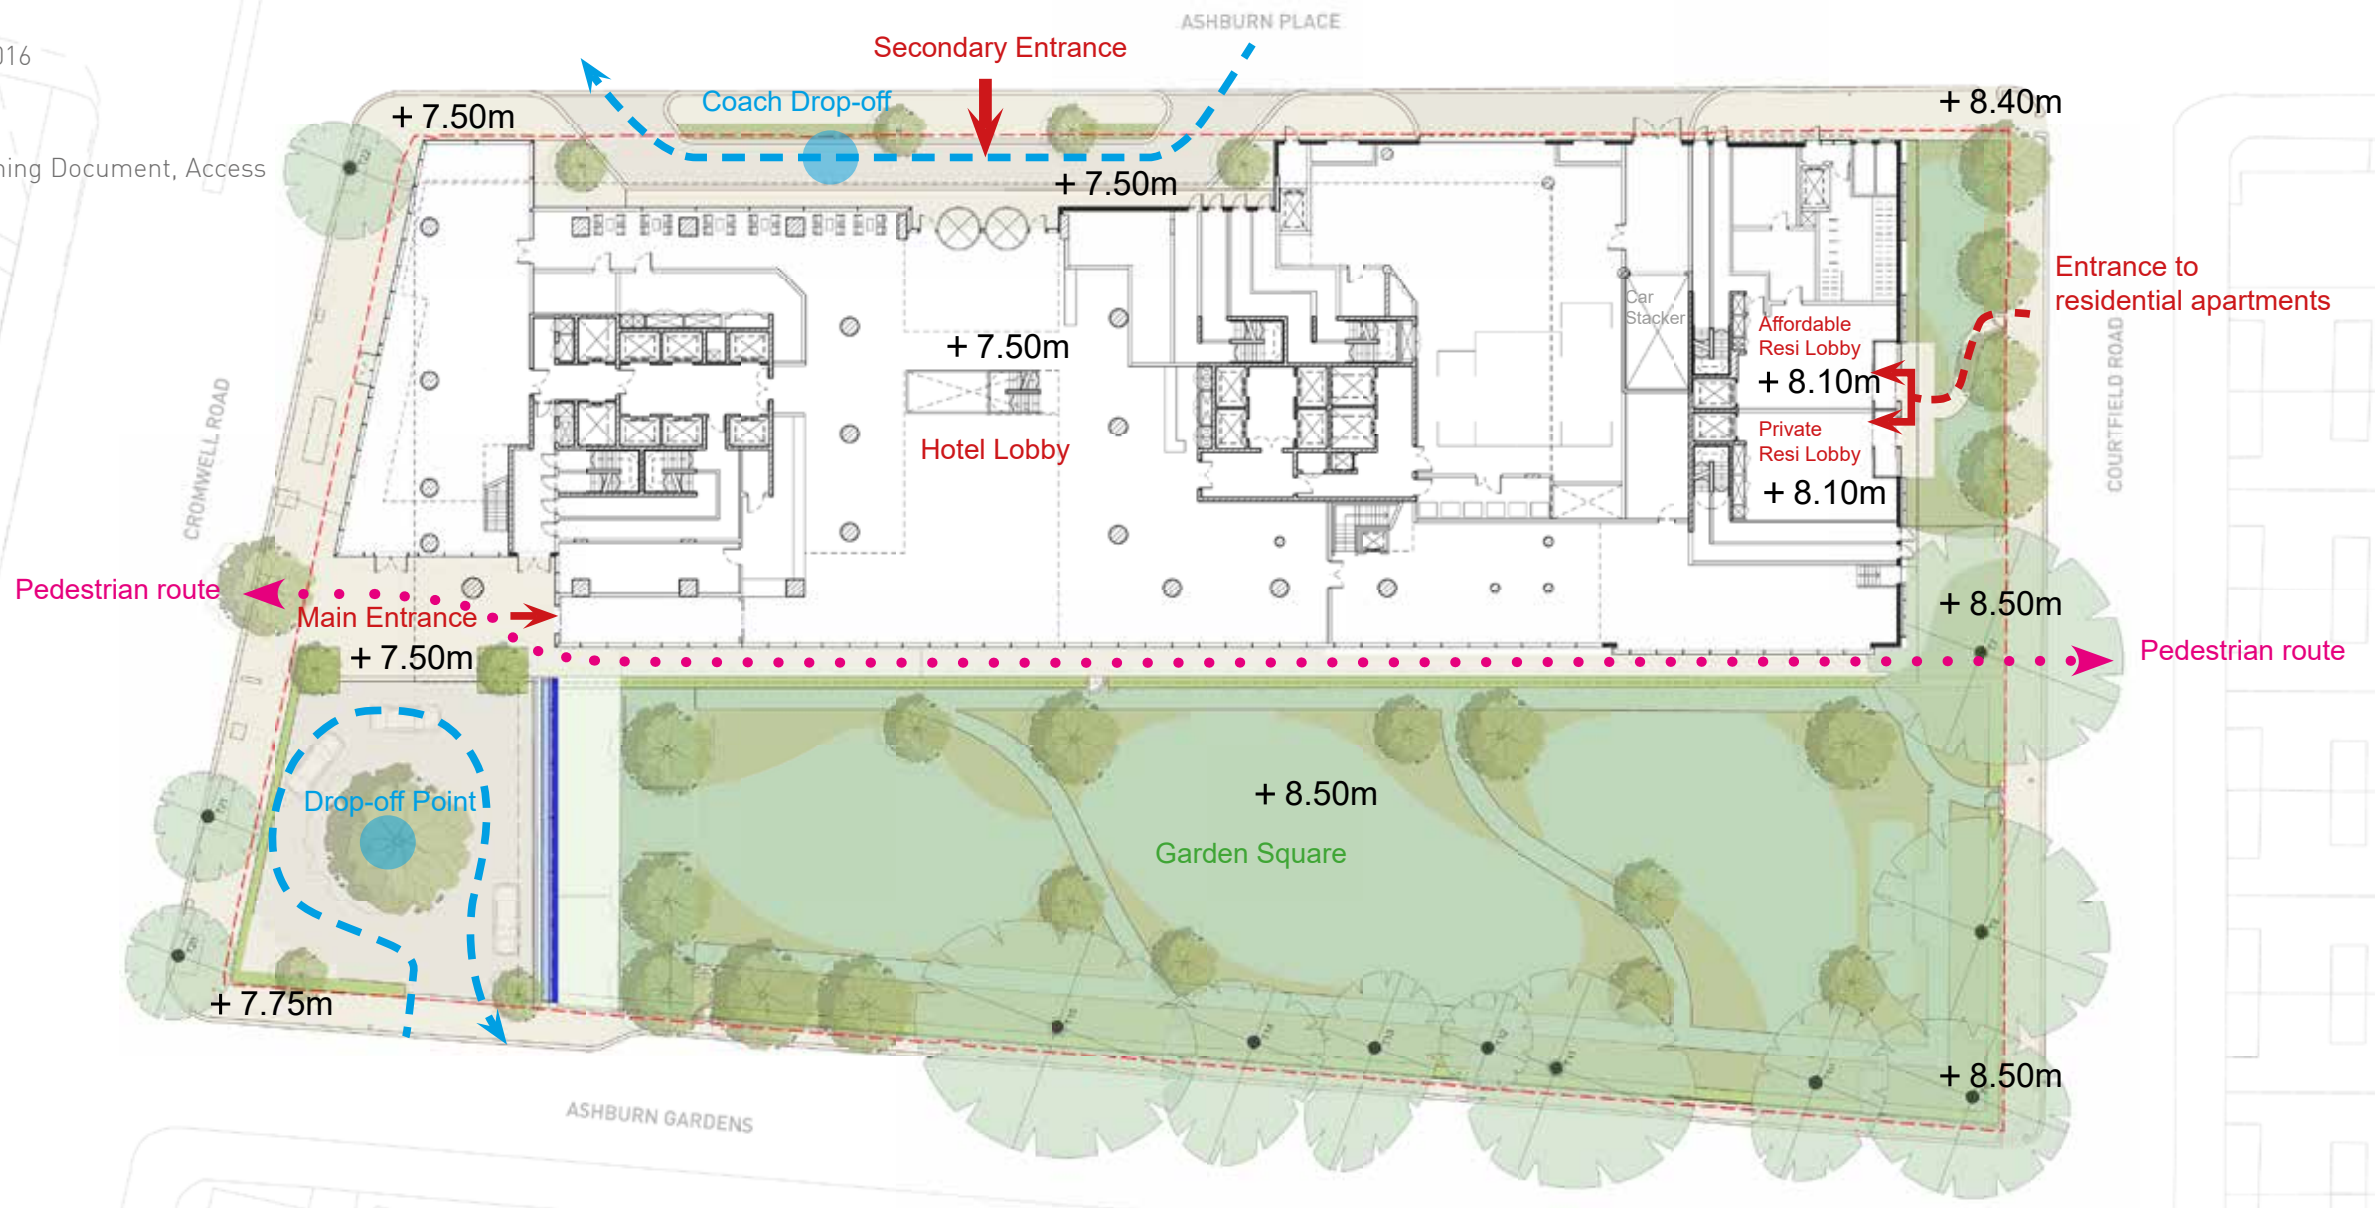 ASHBURN PLACE
016
Secondary Entrance
Coach Drop-off
+ 7.50m
+ 8.40m
ning Document, Access
+ 7.50m
Entrance to
residential apartments
Car
Stacker
Affordable
Resi Lobby
+ 8.10m
+ 7.50m
Hotel Lobby
Private
Resi Lobby
+ 8.10m
CROMWELL ROAD
COURTFIELD ROAD
Pedestrian route
Main Entrance
+ 7.50m
+ 8.50m
Pedestrian route
Drop-off Point
+ 8.50m
Garden Square
+ 7.75m
+ 8.50m
ASHBURN GARDENS